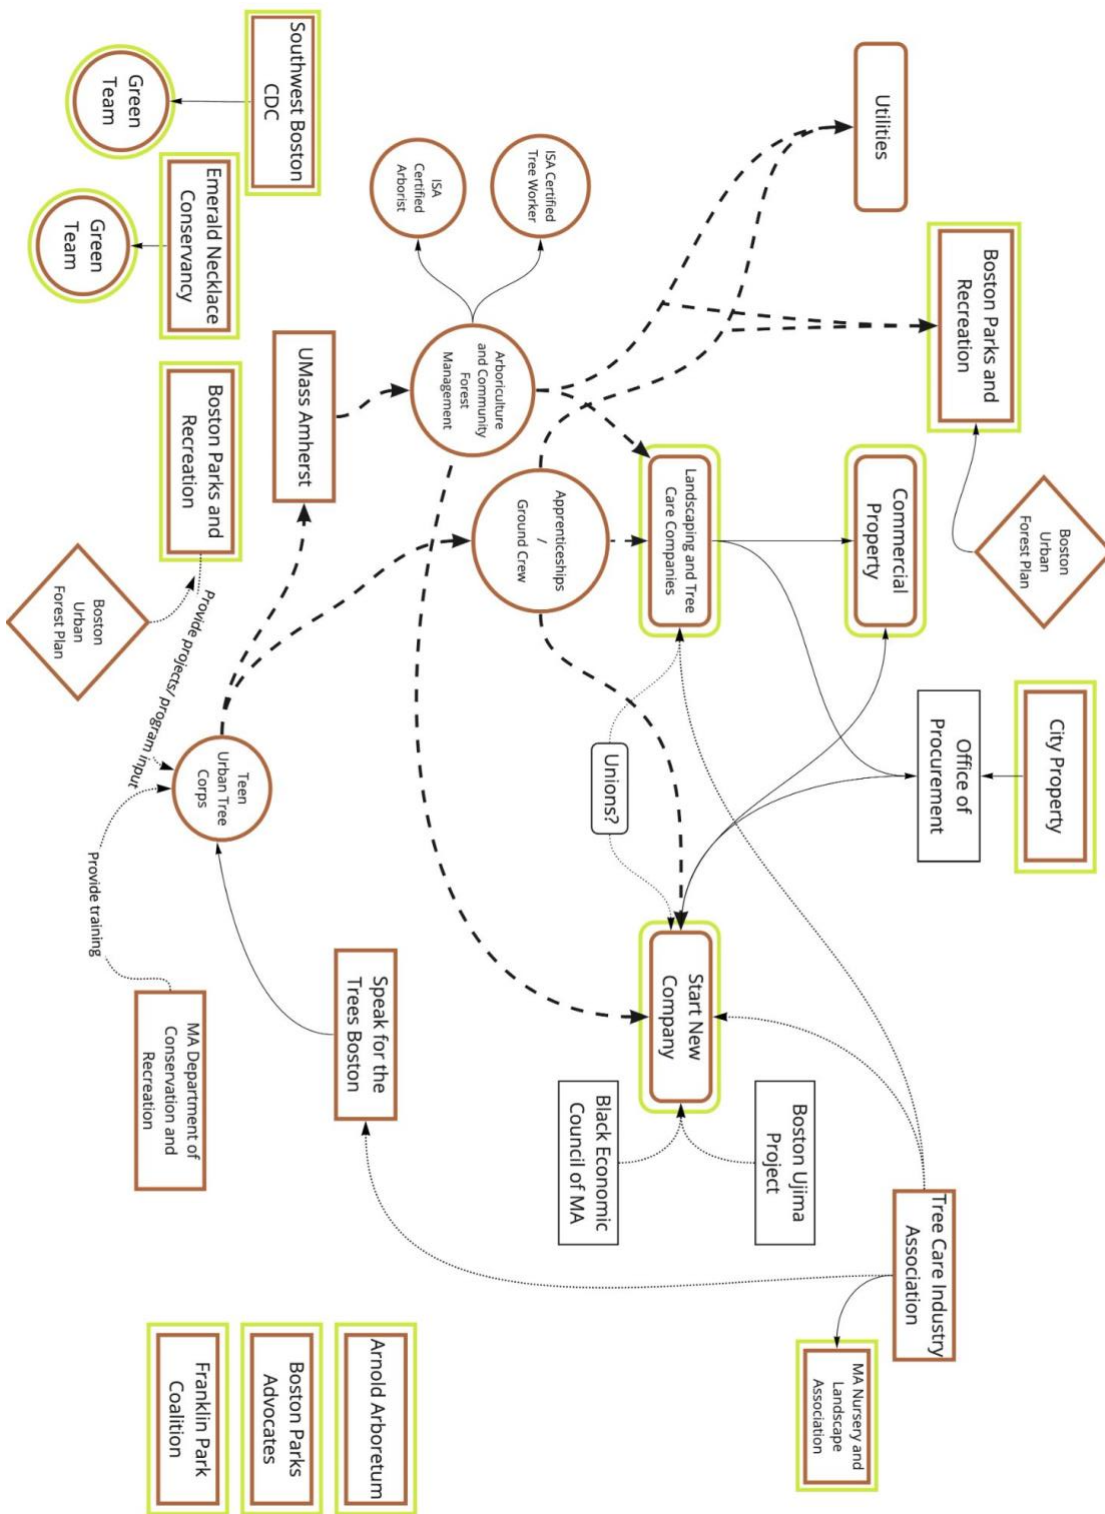 Boston
Urban
Forest Plan
City Property
Boston Parks and
Recreation
Office of
Procurement
Tree Care Industry
Association
Utilities
Commercial
Property
MA Nursery and
Landscape
Association
Boston Ujima
Project
Landscaping and Tree
Care Companies
Unions?
Start New
Company
Black Economic
Council of MA
ISA Certified
Tree Worker
Apprenticeships
/
Ground Crew
ISA
Certified
Arborist
Arboriculture
and Community
Forest
Management
Arnold Arboretum
Speak for the
Trees Boston
UMass Amherst
Southwest Boston
CDC
Boston Parks
Advocates
Teen
Urban Tree
Corps
Boston Parks and
Recreation
Provide projects/ program input
Emerald Necklace
Conservancy
Franklin Park
Coalition
MA Department of
Conservation and
Recreation
Green
Team
Provide training
Green
Team
Boston
Urban
Forest Plan